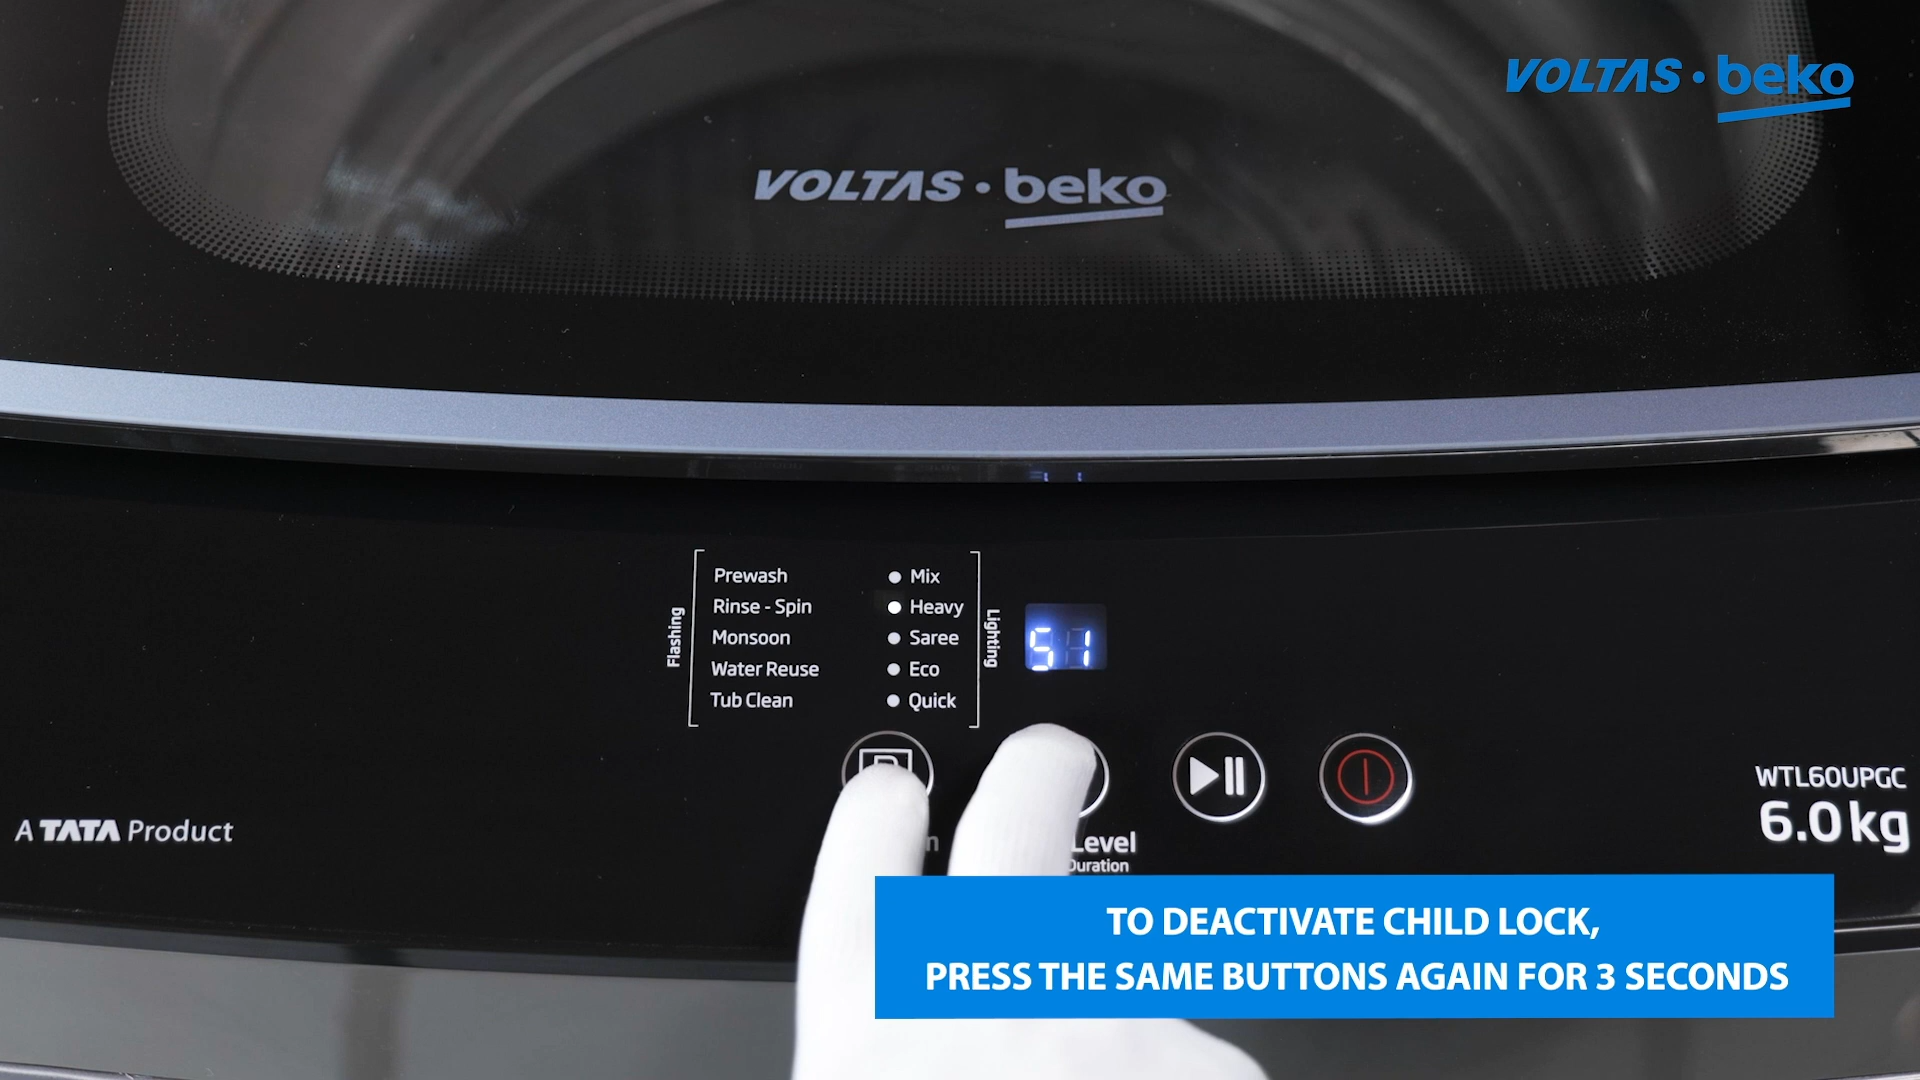 VOLTAS • beko
VOLTAS • beko
Flashing
Prewash
Rinse - Spin
Monsoon
Water Reuse
Tub Clean
Mix
Heavy
Saree
Eco
Quick
Lighting
51
A TATA Product
Level
Duration
WTL60UPGC
6.0kg
TO DEACTIVATE CHILD LOCK,
PRESS THE SAME BUTTONS AGAIN FOR 3 SECONDS